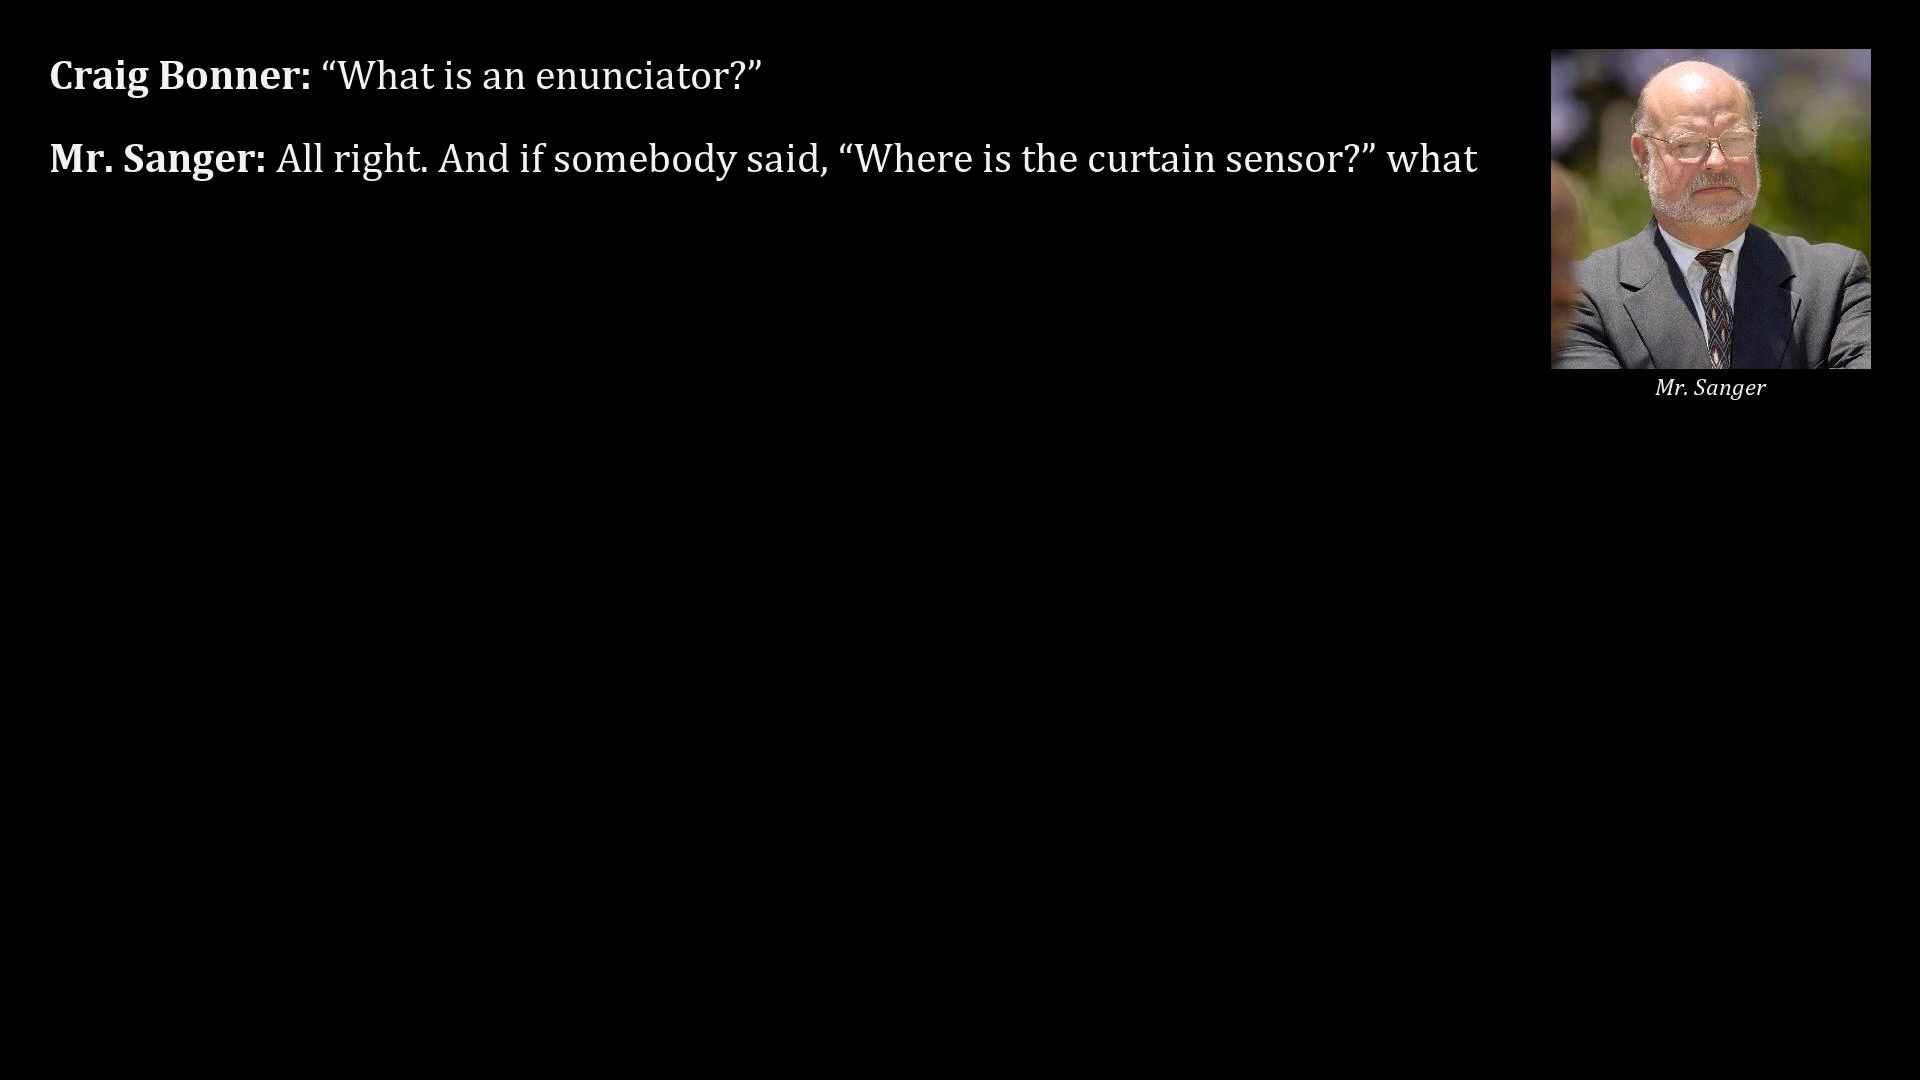 Craig Bonner: “What is an enunciator?”
Mr. Sanger: All right. And if somebody said, “Where is the curtain sensor?” what
Mr. Sanger